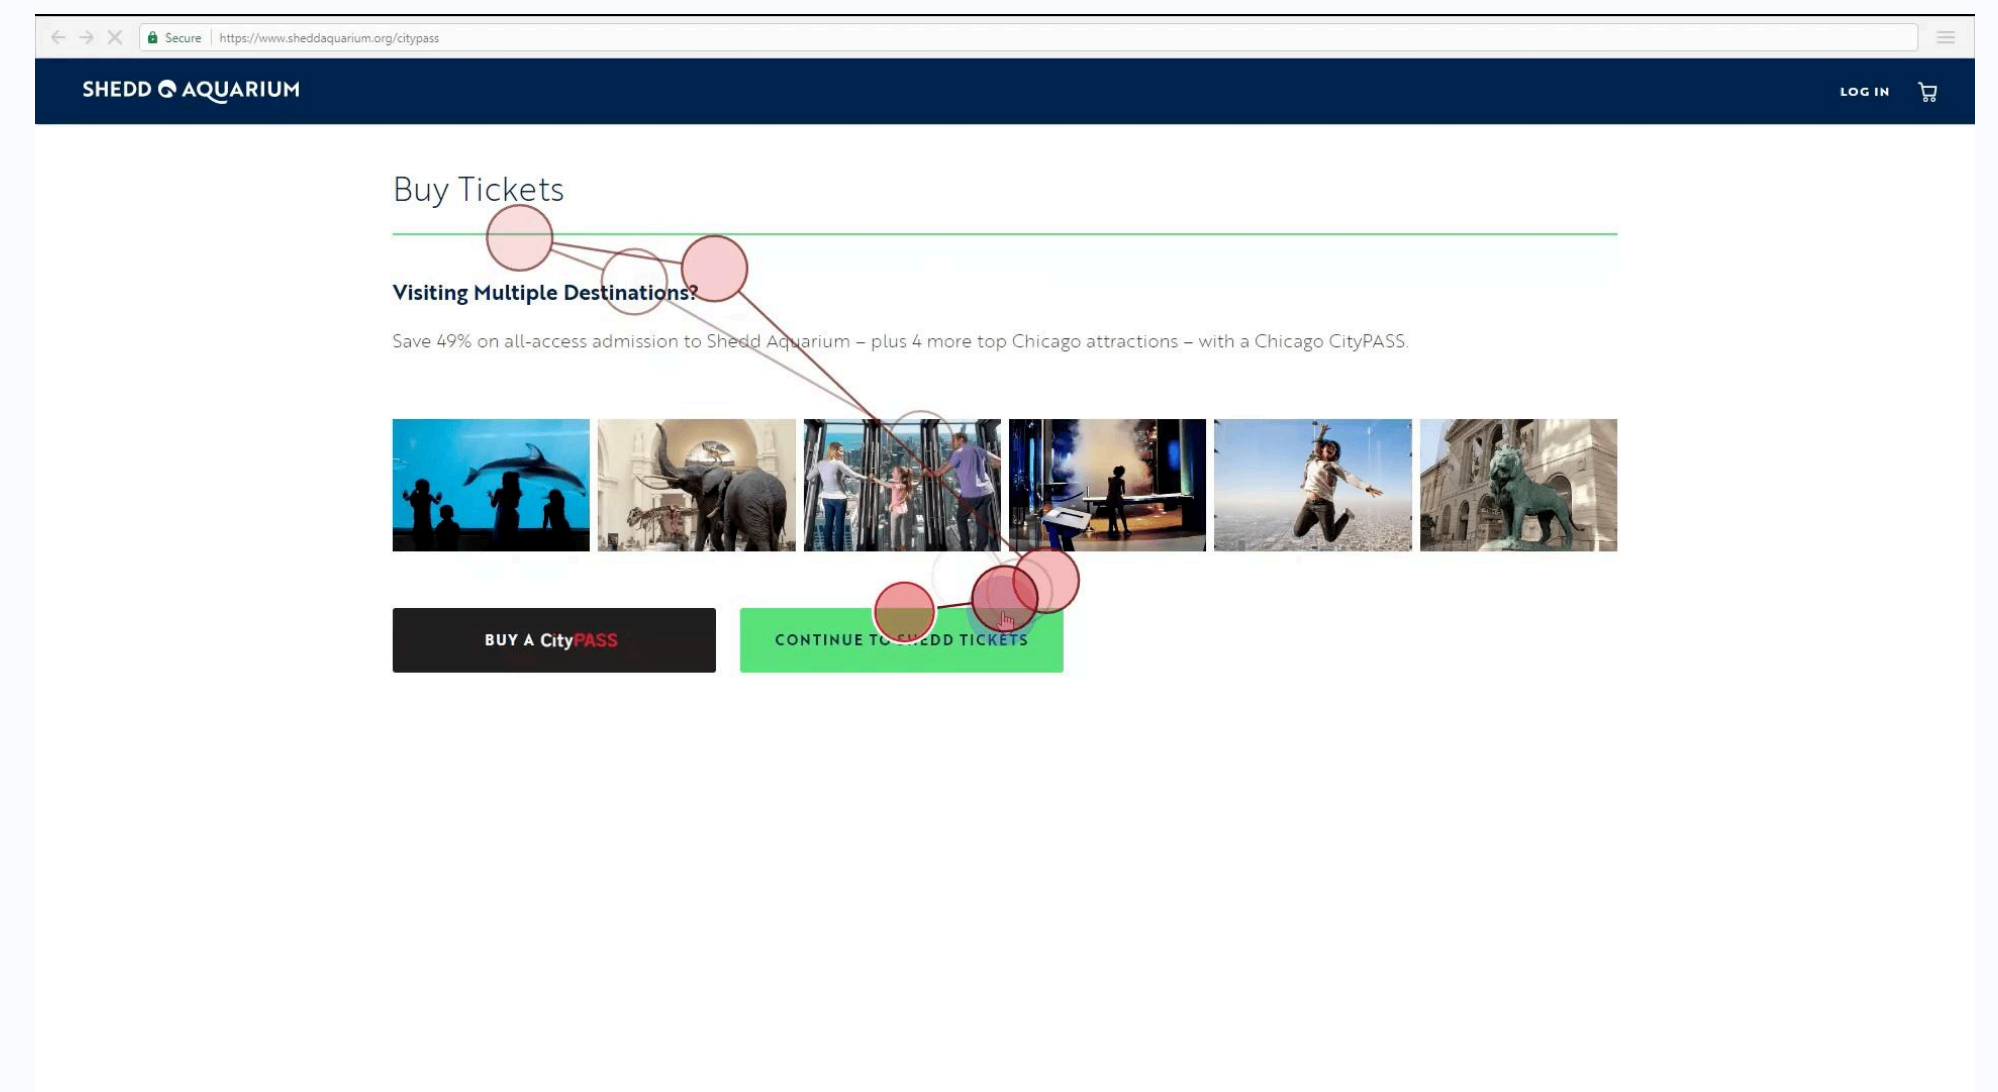 Secure https://www.sheddaquarium.org/citypass
SHEDD AQUARIUM
LOG IN
Buy Tickets
Visiting Multiple Destinations?
Save 49% on all-access admission to Shedd Aquarium – plus 4 more top Chicago attractions – with a Chicago CityPASS.
BUY A CityPASS
CONTINUE TO SHEDD TICKETS